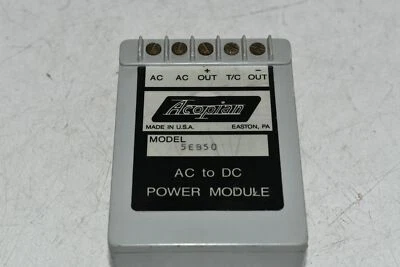 + −
AC AC OUT T/C OUT
Acopian
MADE IN U.S.A. EASTON, PA
MODEL
5EB50
AC to DC
POWER MODULE